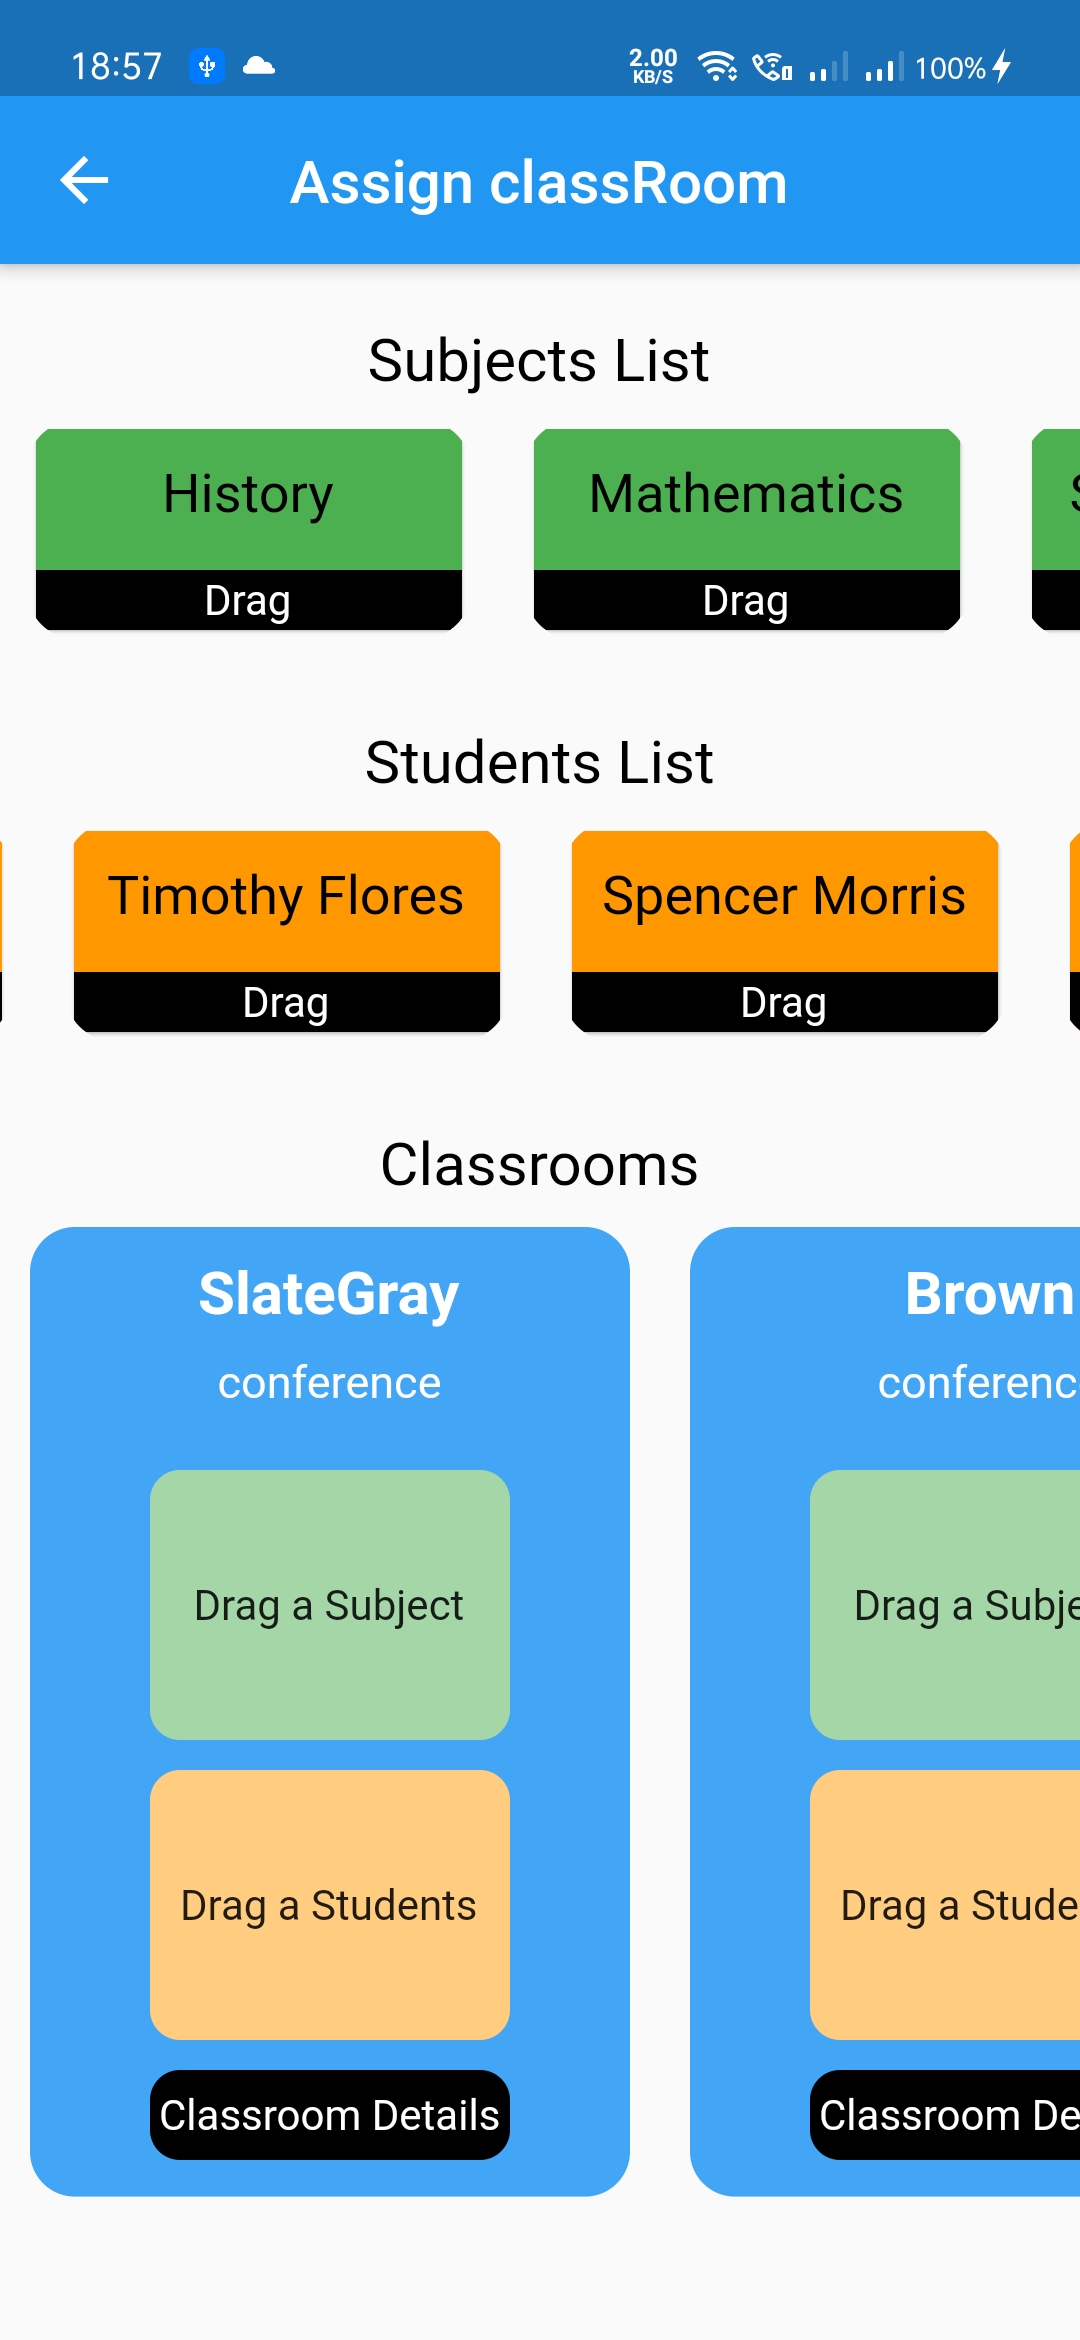 18:57 2.00 KB/S 100%
Assign classRoom
Subjects List
History Mathematics S
Drag Drag
Students List
Timothy Flores Spencer Morris
Drag Drag
Classrooms
SlateGray Brown
conference conferenc
Drag a Subject Drag a Subje
Drag a Students Drag a Stude
Classroom Details Classroom De